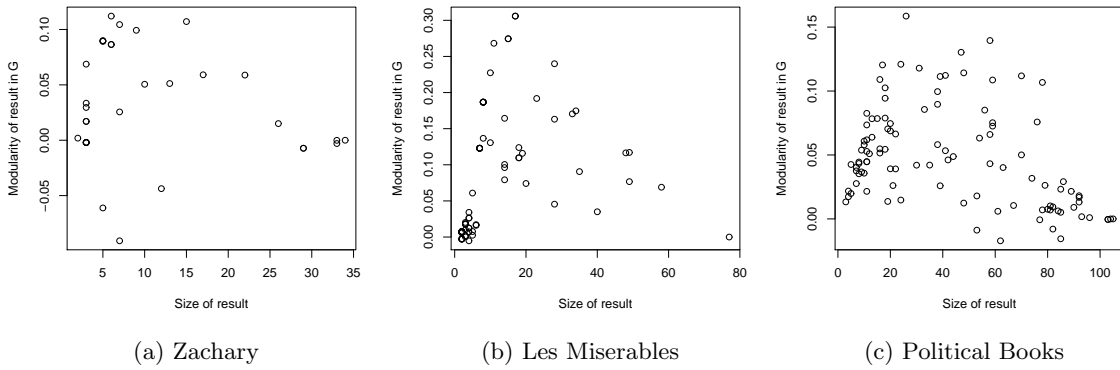 0.10
0.05
0.00
−0.05
Modularity of result in G
5 10 15 20 25 30 35
Size of result
(a) Zachary
0.30
0.25
0.20
0.15
0.10
0.05
0.00
Modularity of result in G
0 20 40 60 80
Size of result
(b) Les Miserables
0.15
0.10
0.05
0.00
Modularity of result in G
0 20 40 60 80 100
Size of result
(c) Political Books